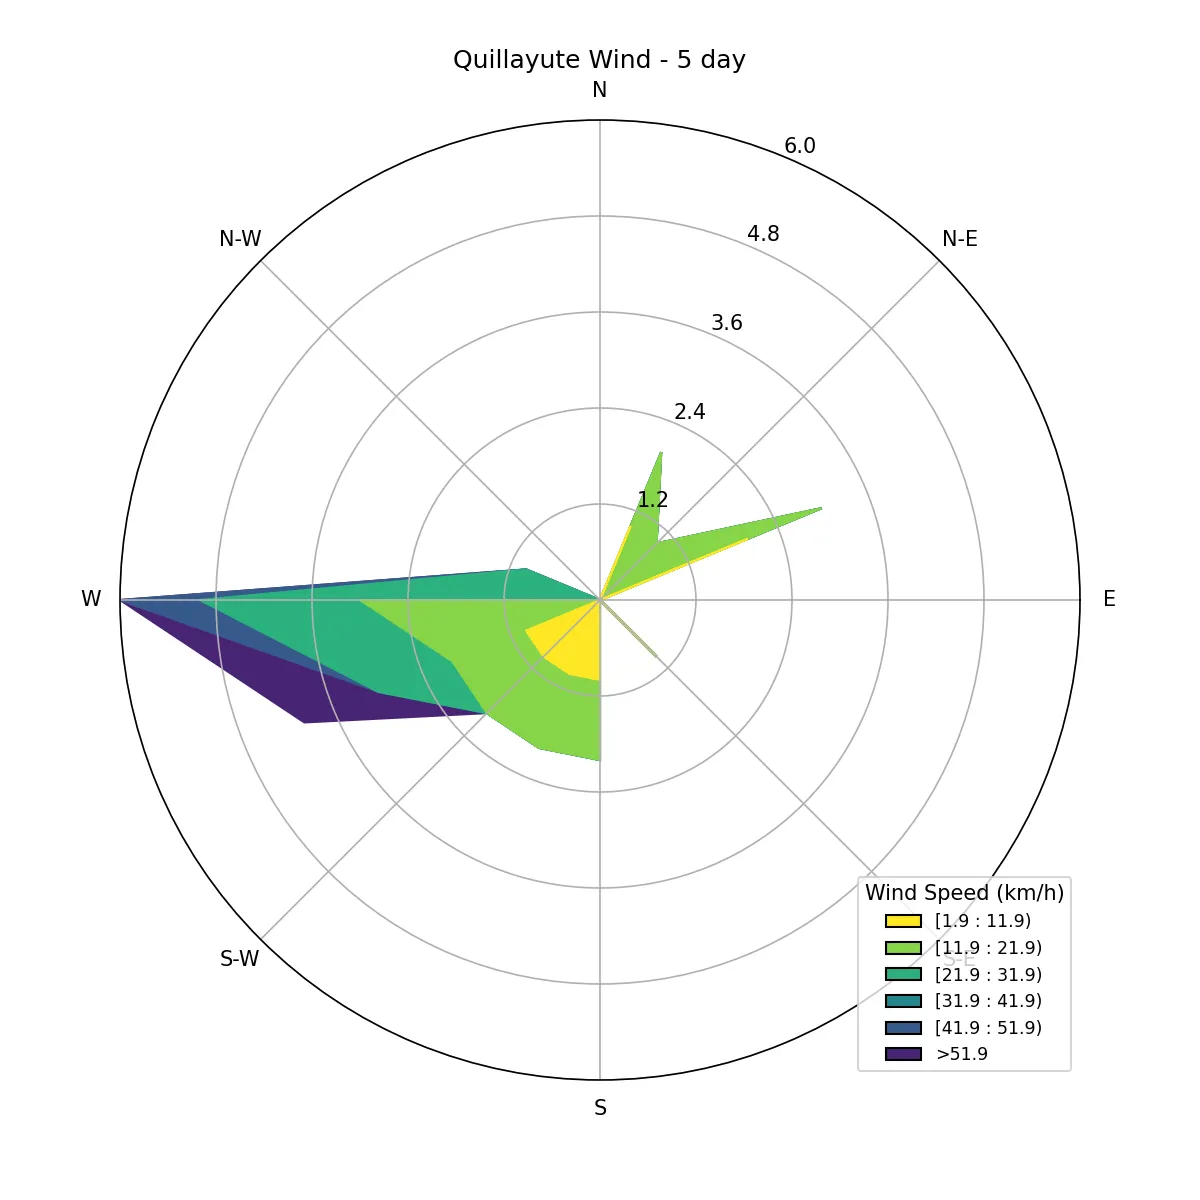 Quillayute Wind - 5 day
N
6.0
N-W
4.8
N-E
3.6
2.4
1.2
W
E
S-W
S-E
S
Wind Speed (km/h)
[1.9 : 11.9)
[11.9 : 21.9)
[21.9 : 31.9)
[31.9 : 41.9)
[41.9 : 51.9)
>51.9